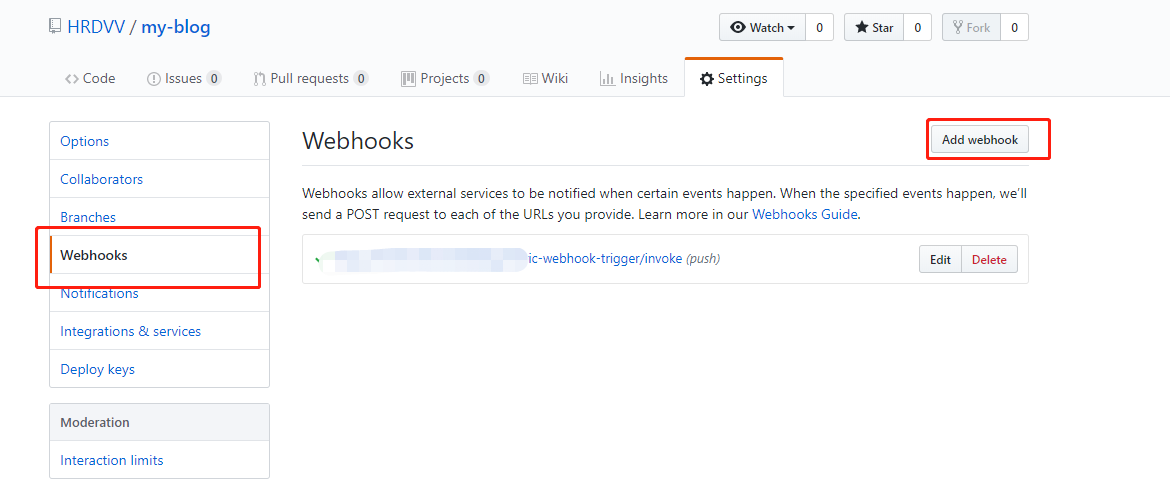 HRDVV / my-blog
Watch 0 Star 0 Fork 0
Code Issues 0 Pull requests 0 Projects 0 Wiki Insights Settings
Options
Collaborators
Branches
Webhooks
Notifications
Integrations & services
Deploy keys
Moderation
Interaction limits
Webhooks
Add webhook
Webhooks allow external services to be notified when certain events happen. When the specified events happen, we'll
send a POST request to each of the URLs you provide. Learn more in our Webhooks Guide.
ic-webhook-trigger/invoke (push) Edit Delete